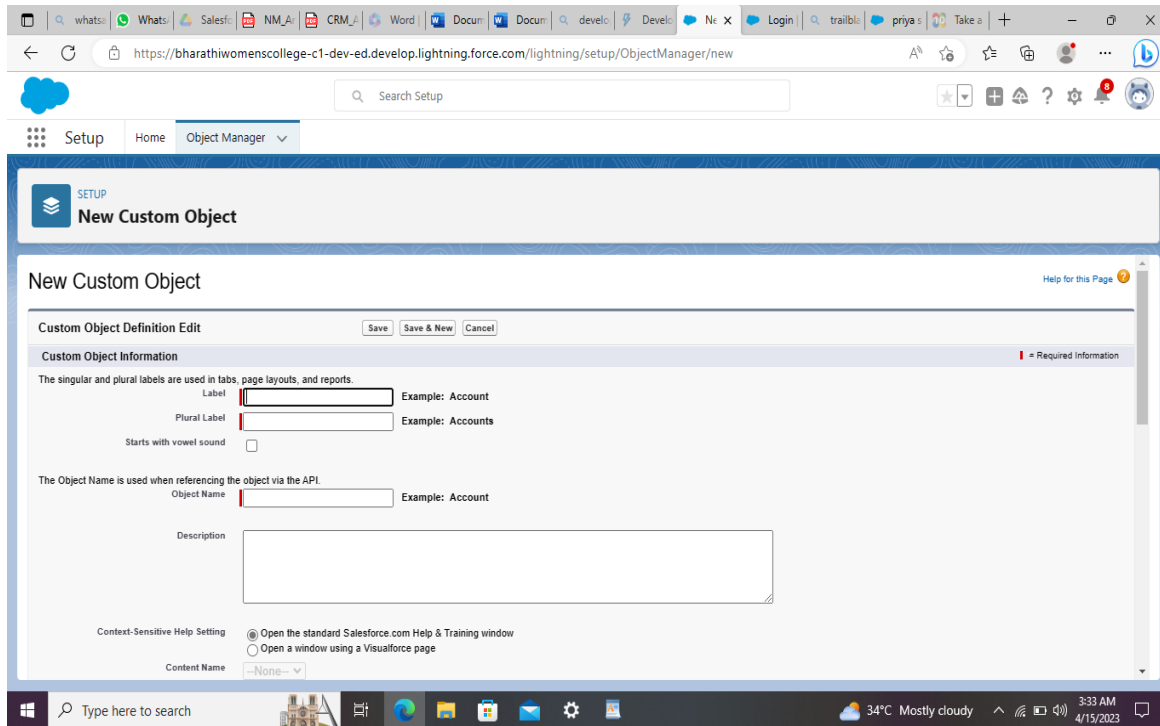 whatsa
Whats/
Salesfc
NM_Ar
CRM_A
Word |
Docum
Docum
develo
Develo
Ne
Login |
trailbla
priya s
Take a
https://bharathiwomenscollege-c1-dev-ed.develop.lightning.force.com/lightning/setup/ObjectManager/new
Search Setup
8
Setup
Home
Object Manager
SETUP
New Custom Object
New Custom Object
Help for this Page
Custom Object Definition Edit
Save
Save & New
Cancel
Custom Object Information
= Required Information
The singular and plural labels are used in tabs, page layouts, and reports.
Label
Example: Account
Plural Label
Example: Accounts
Starts with vowel sound
The Object Name is used when referencing the object via the API.
Object Name
Example: Account
Description
Context-Sensitive Help Setting
Open the standard Salesforce.com Help & Training window
Open a window using a Visualforce page
Content Name
--None--
Type here to search
34°C Mostly cloudy
3:33 AM
4/15/2023